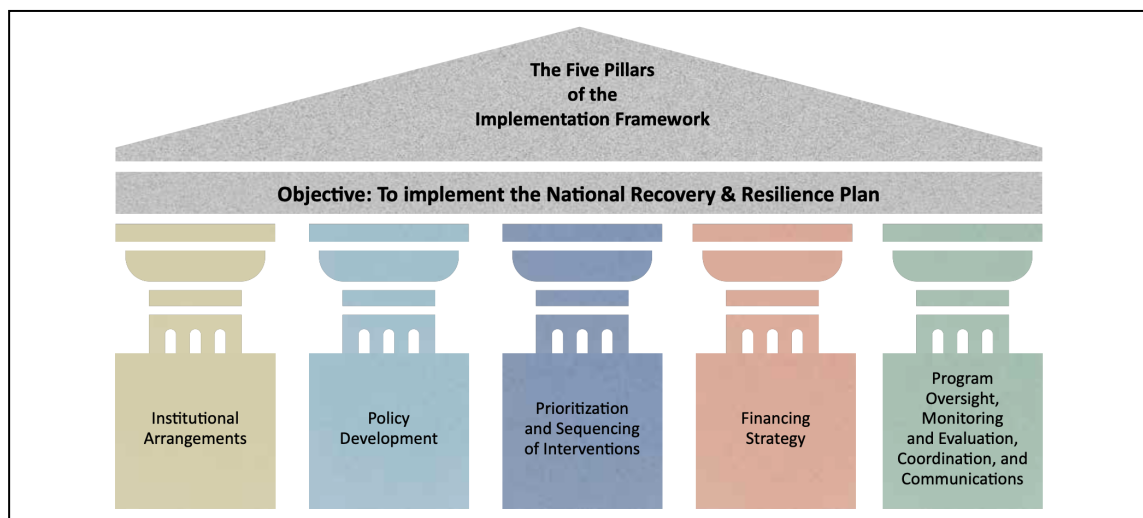 The Five Pillars
of the
Implementation Framework
Objective: To implement the National Recovery & Resilience Plan
Institutional
Arrangements
Policy
Development
Prioritization
and Sequencing
of Interventions
Financing
Strategy
Program
Oversight,
Monitoring
and Evaluation,
Coordination, and
Communications